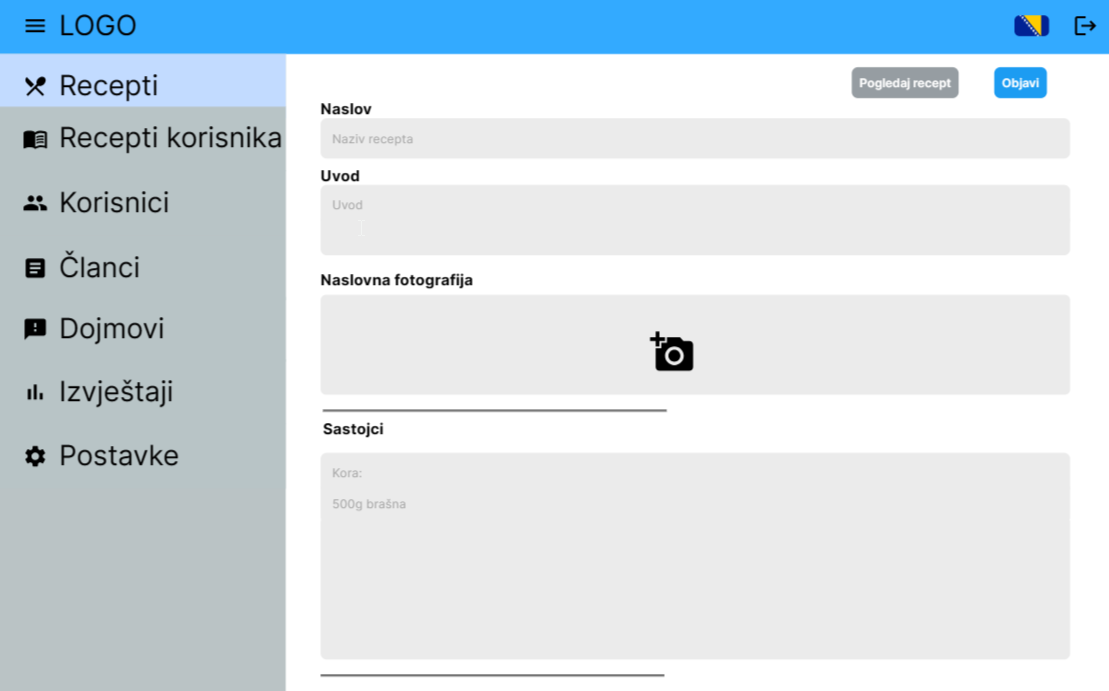 LOGO
Recepti
Recepti korisnika
Korisnici
Članci
Dojmovi
Izvještaji
Postavke
Pogledaj recept
Objavi
Naslov
Naziv recepta
Uvod
Uvod
Naslovna fotografija
Sastojci
Kora:
500g brašna